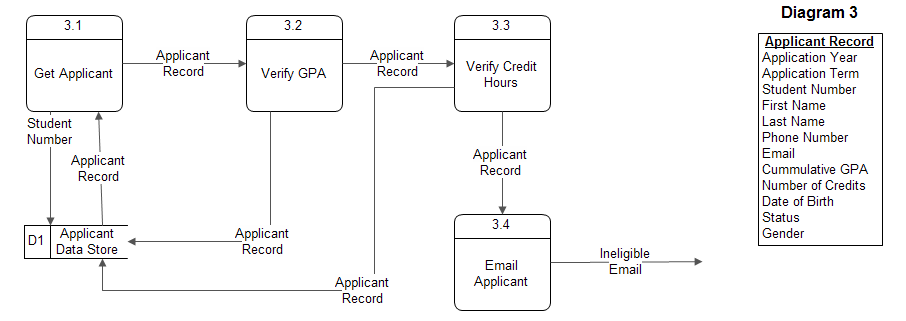 Diagram 3
3.1
3.2
3.3
Get Applicant
Applicant
Record
Verify GPA
Applicant
Record
Verify Credit
Hours
Applicant Record
Application Year
Application Term
Student Number
First Name
Last Name
Phone Number
Email
Cummulative GPA
Number of Credits
Date of Birth
Status
Gender
Student
Number
Applicant
Record
Applicant
Record
3.4
D1
Applicant
Data Store
Applicant
Record
Email
Applicant
Ineligible
Email
Applicant
Record